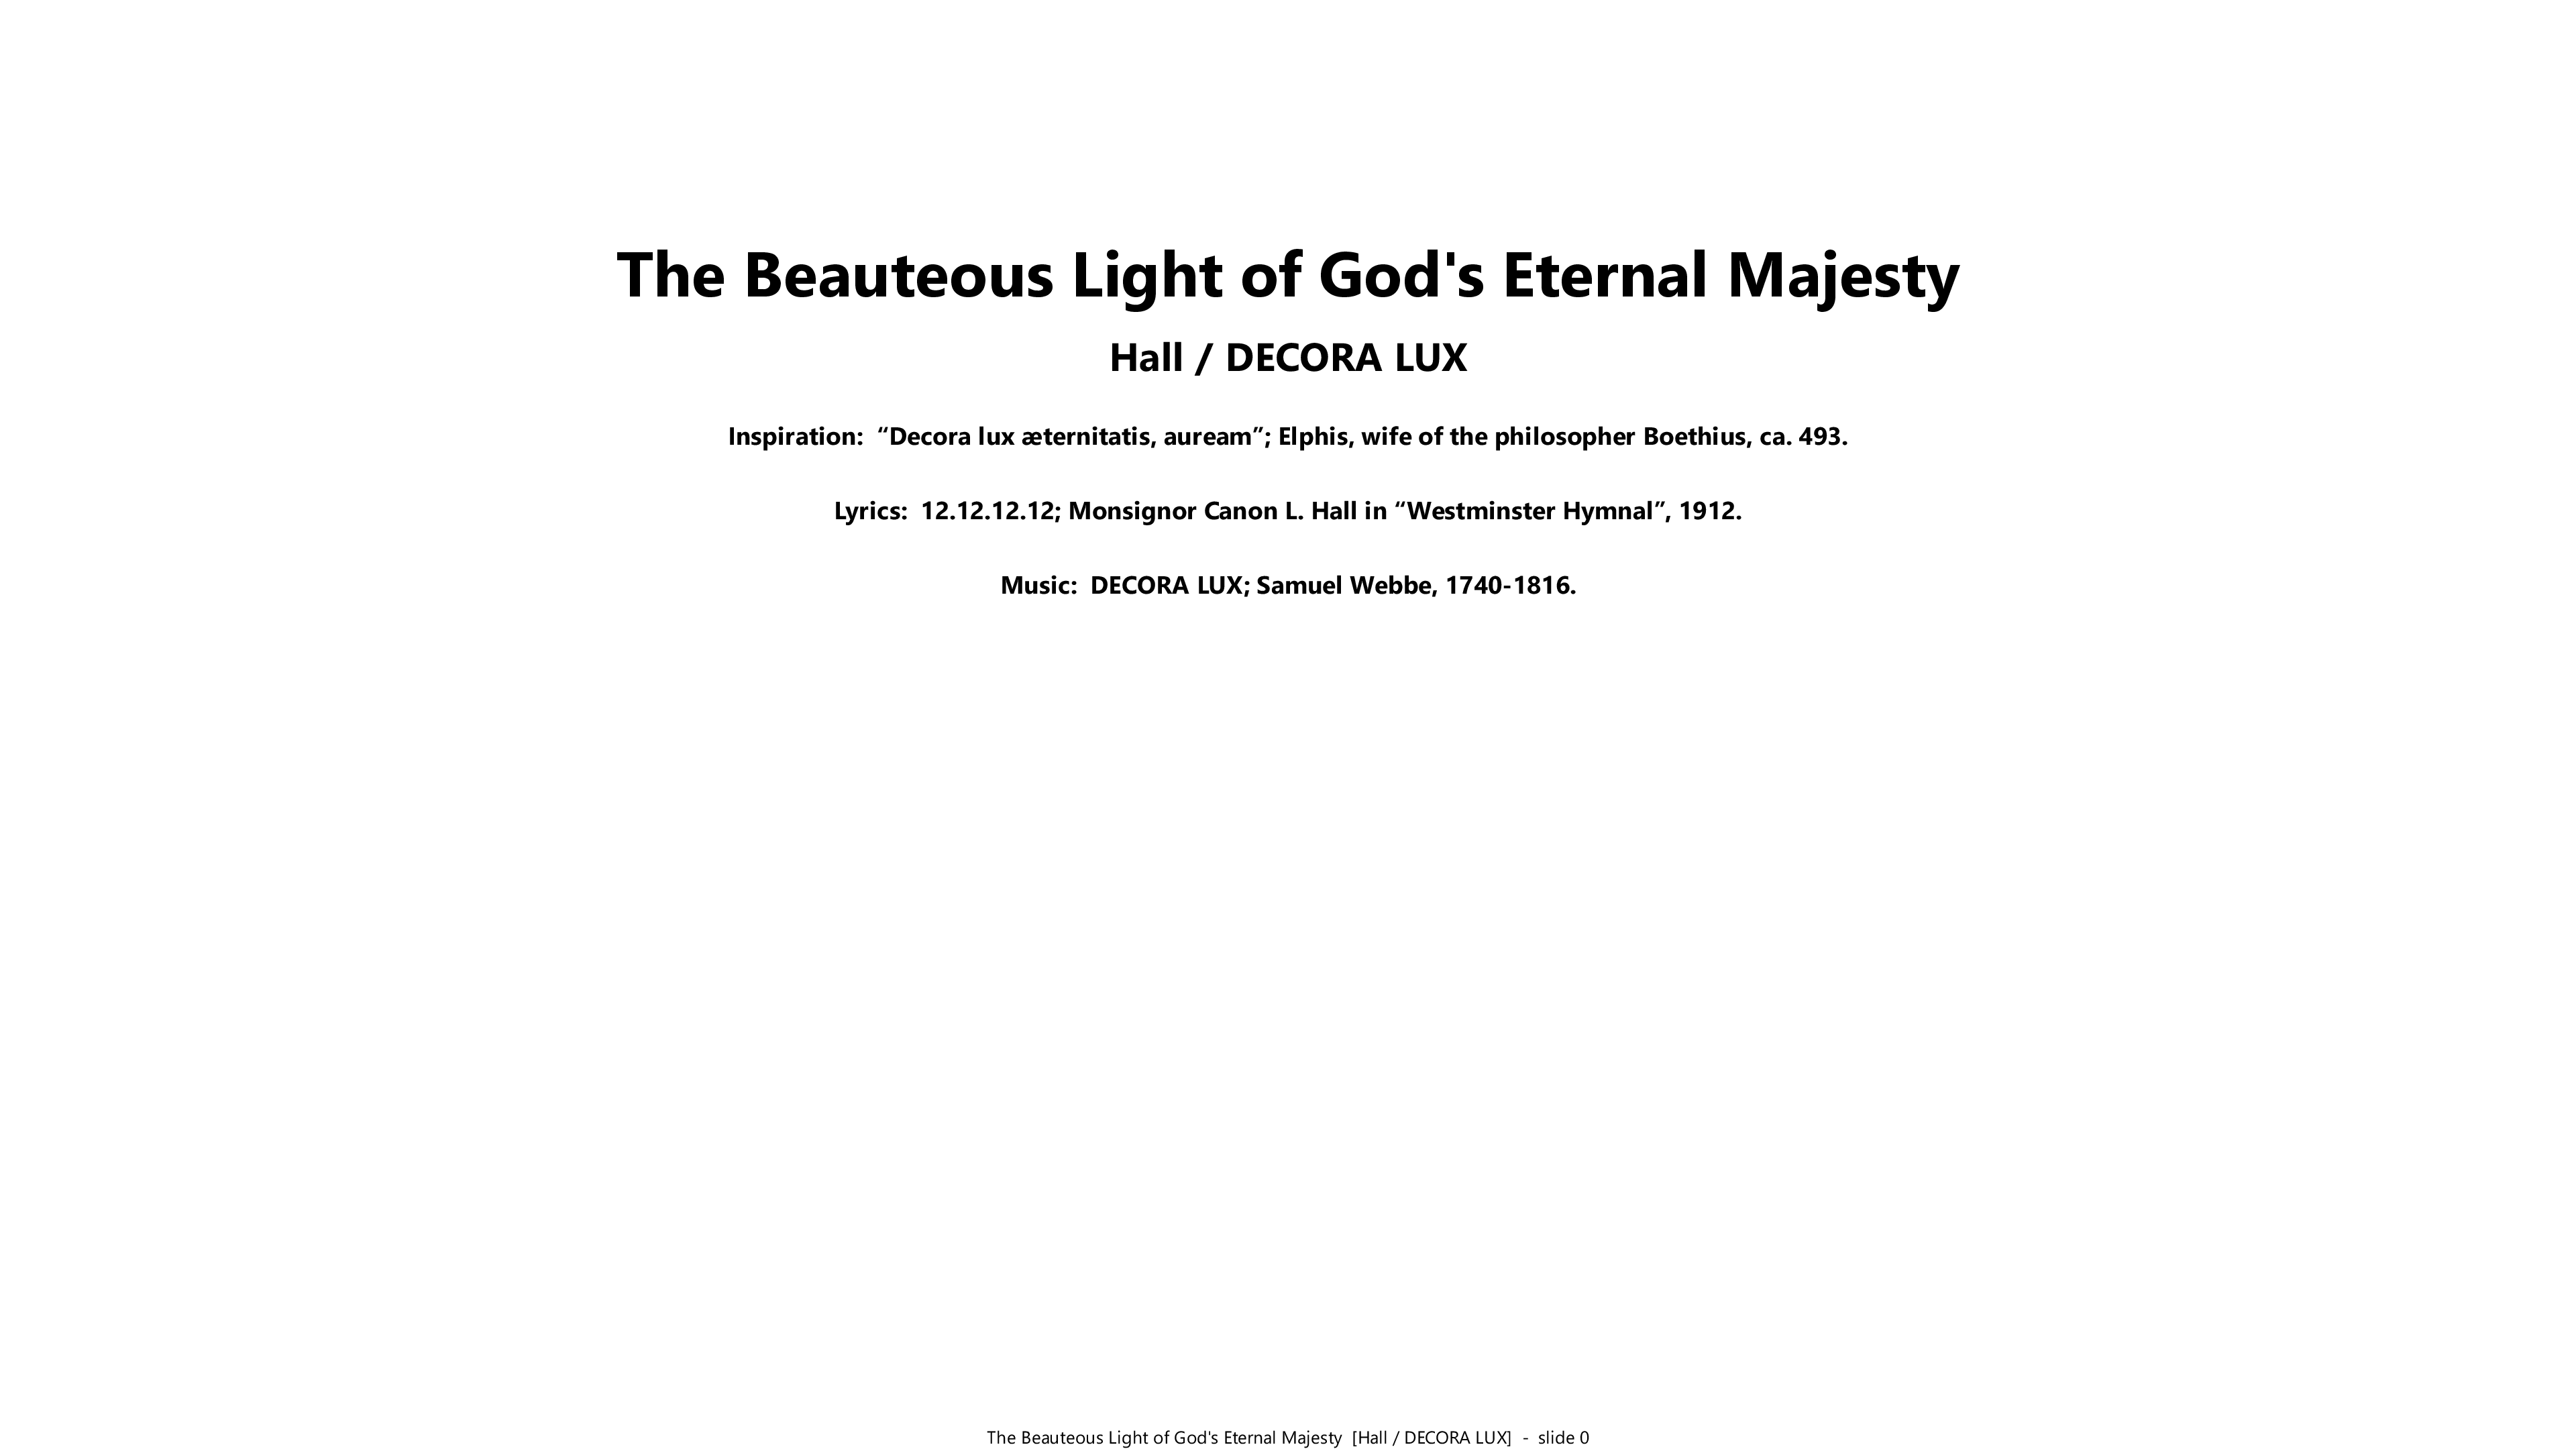 The Beauteous Light of God's Eternal Majesty
Hall / DECORA LUX
Inspiration:  “Decora lux æternitatis, auream”; Elphis, wife of the philosopher Boethius, ca. 493.
Lyrics:  12.12.12.12; Monsignor Canon L. Hall in “Westminster Hymnal”, 1912.
Music:  DECORA LUX; Samuel Webbe, 1740-1816.
The Beauteous Light of God's Eternal Majesty  [Hall / DECORA LUX]  -  slide 0